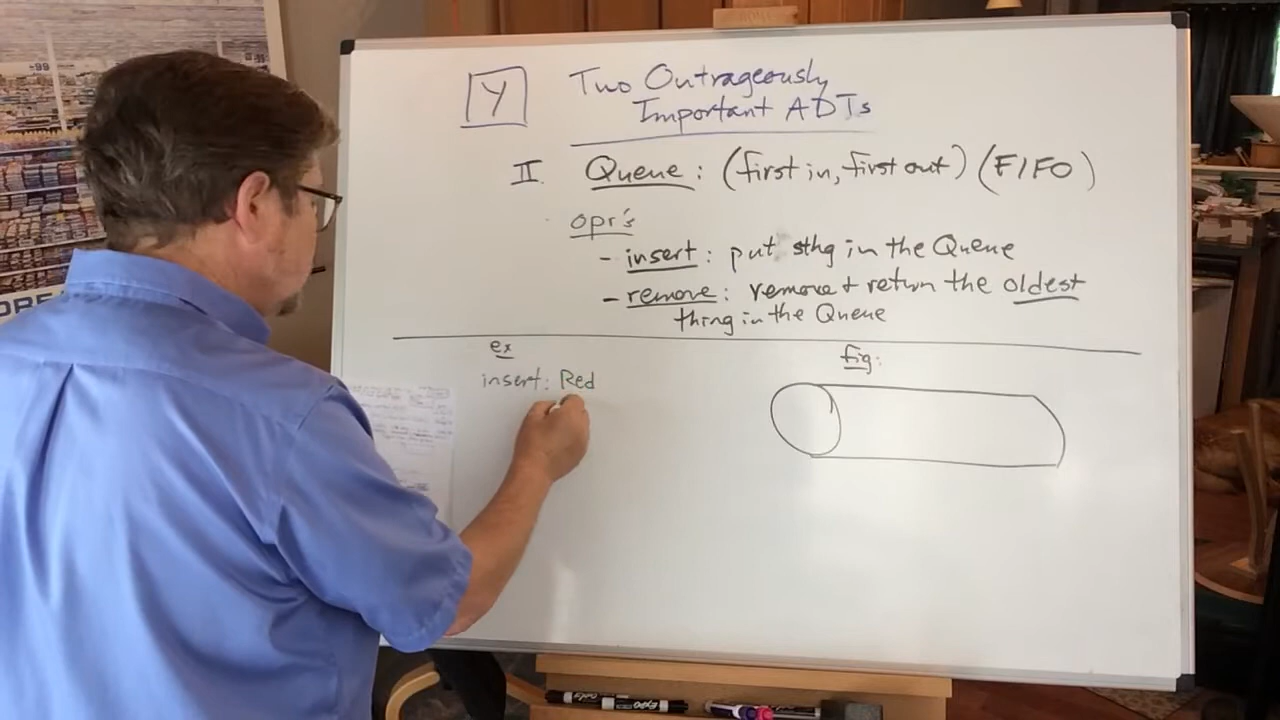 Y
Two Outrageously
Important ADTs
II. Queue: (first in, first out) (FIFO)
opr's
- insert: put sthg in the Queue
- remove: remove + return the oldest
thing in the Queue
ex
fig:
insert: Red